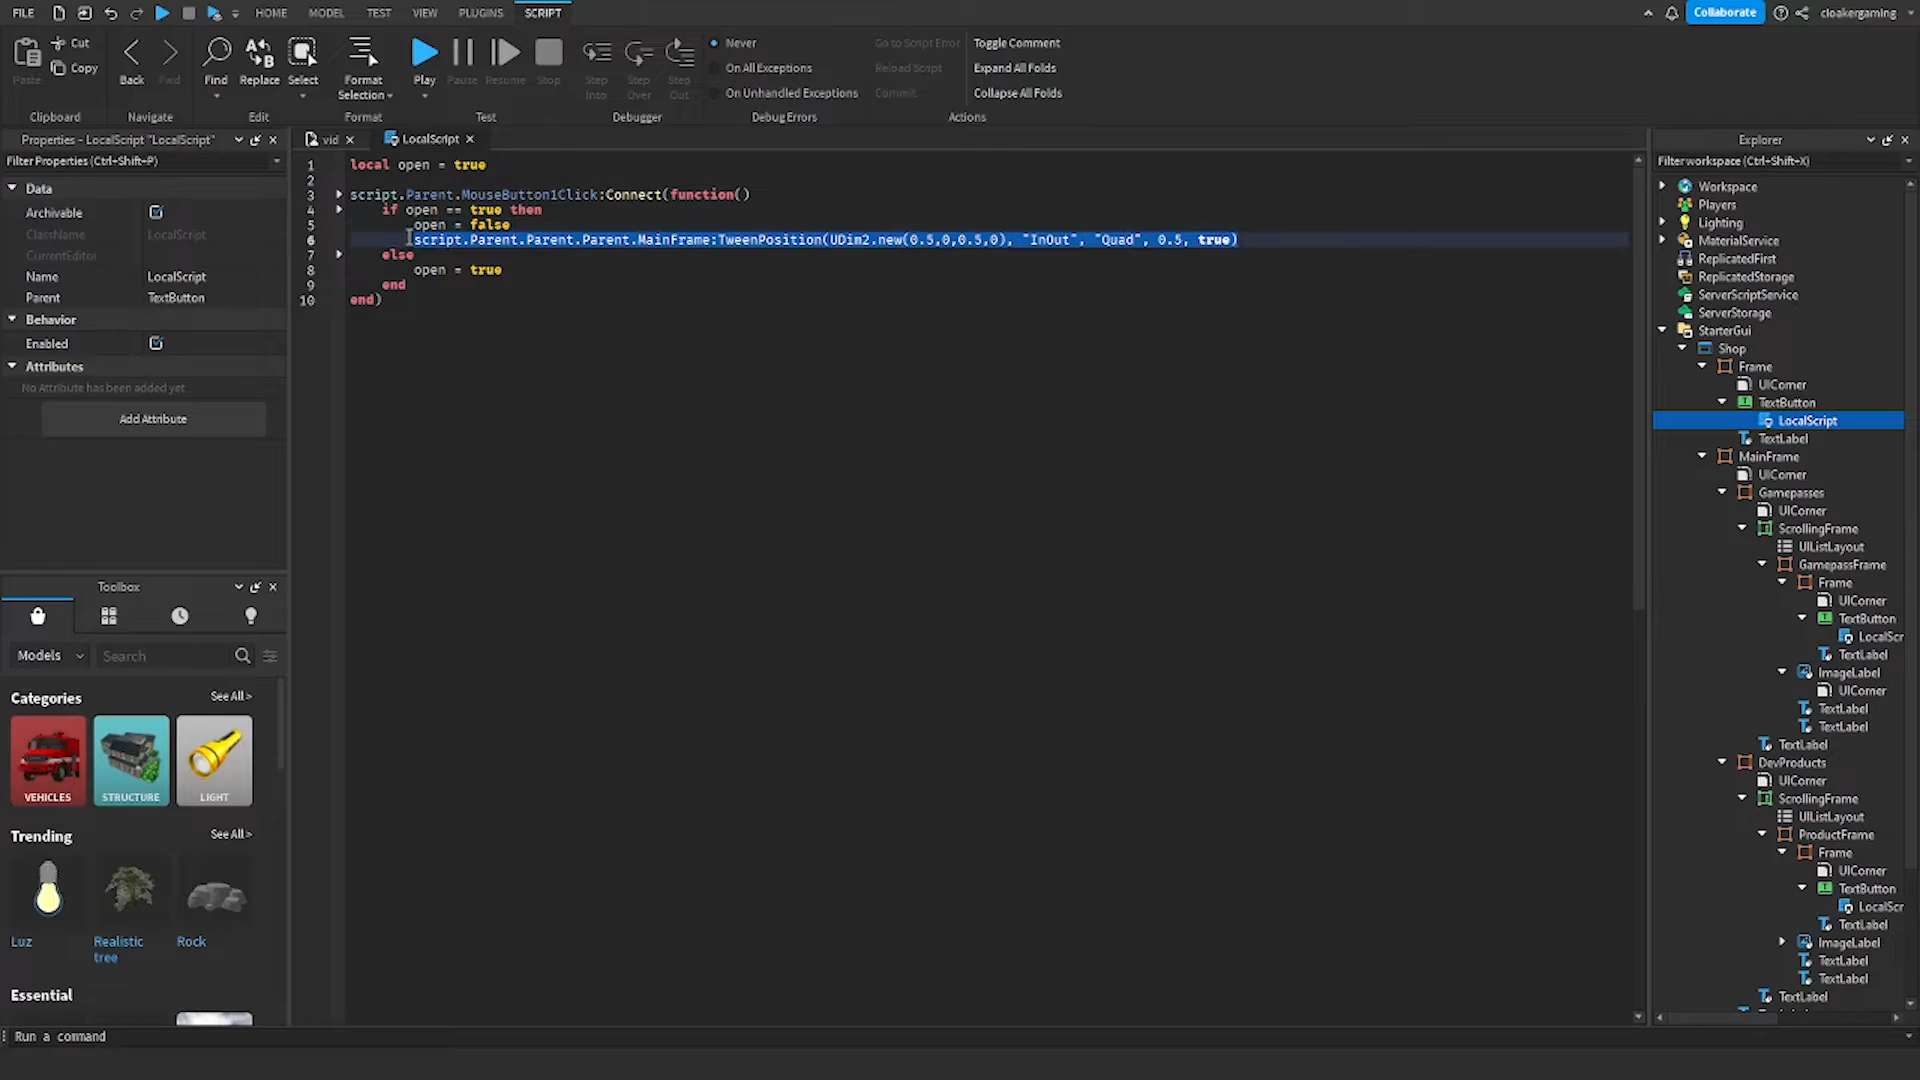 FILE HOME MODEL TEST VIEW PLUGINS SCRIPT Collaborate cloakergaming
Paste Cut Copy
Back Fwd
Find Replace Select
Format Selection
Play Pause Resume Stop
Step Into Step Over Step Out
Never
On All Exceptions
On Unhandled Exceptions
Go to Script Error
Reload Script
Commit
Toggle Comment
Expand All Folds
Collapse All Folds
Clipboard Navigate Edit Format Test Debugger Debug Errors Actions
Properties - LocalScript "LocalScript"
Filter Properties (Ctrl+Shift+P)
Data
Archivable
ClassName LocalScript
CurrentEditor
Name LocalScript
Parent TextButton
Behavior
Enabled
Attributes
No Attribute has been added yet
Add Attribute
Toolbox
Models Search
Categories See All >
VEHICLES STRUCTURE LIGHT
Trending See All >
Luz Realistic tree Rock
Essential
vid LocalScript
1 local open = true
2
3 script.Parent.MouseButton1Click:Connect(function()
4 if open == true then
5 open = false
6 script.Parent.Parent.Parent.MainFrame:TweenPosition(UDim2.new(0.5,0,0.5,0), "InOut", "Quad", 0.5, true)
7 else
8 open = true
9 end
10 end)
Explorer
Filter workspace (Ctrl+Shift+X)
Workspace
Players
Lighting
MaterialService
ReplicatedFirst
ReplicatedStorage
ServerScriptService
ServerStorage
StarterGui
Shop
Frame
UICorner
TextButton
LocalScript
TextLabel
MainFrame
UICorner
Gamepasses
UICorner
ScrollingFrame
UIListLayout
GamepassFrame
Frame
UICorner
TextButton
LocalScr
TextLabel
ImageLabel
UICorner
TextLabel
TextLabel
TextLabel
DevProducts
UICorner
ScrollingFrame
UIListLayout
ProductFrame
Frame
UICorner
TextButton
LocalScr
TextLabel
ImageLabel
TextLabel
TextLabel
TextLabel
Run a command